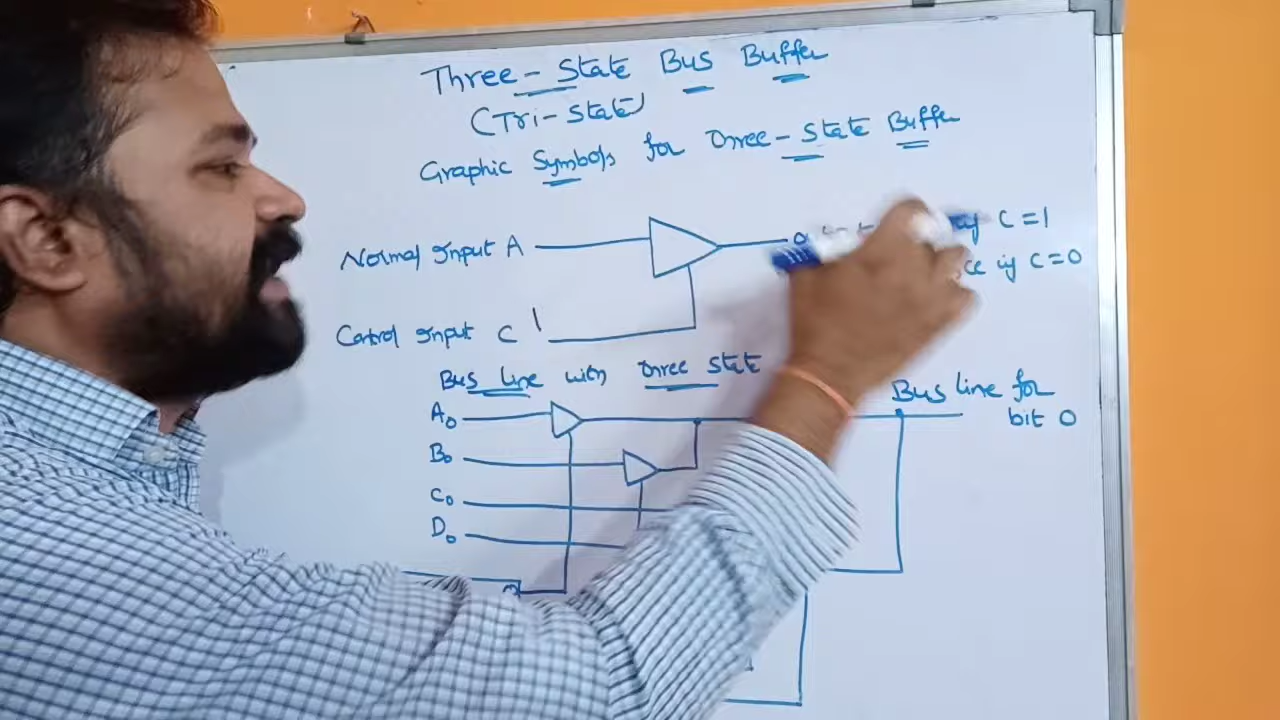 Three-State Bus Buffer
(Tri-State)
Graphic Symbols for Three-State Buffer
Normal Input A
if C=1
if C=0
Control Input C 1
Bus line with three state
A0
Bus line for
bit 0
B0
C0
D0